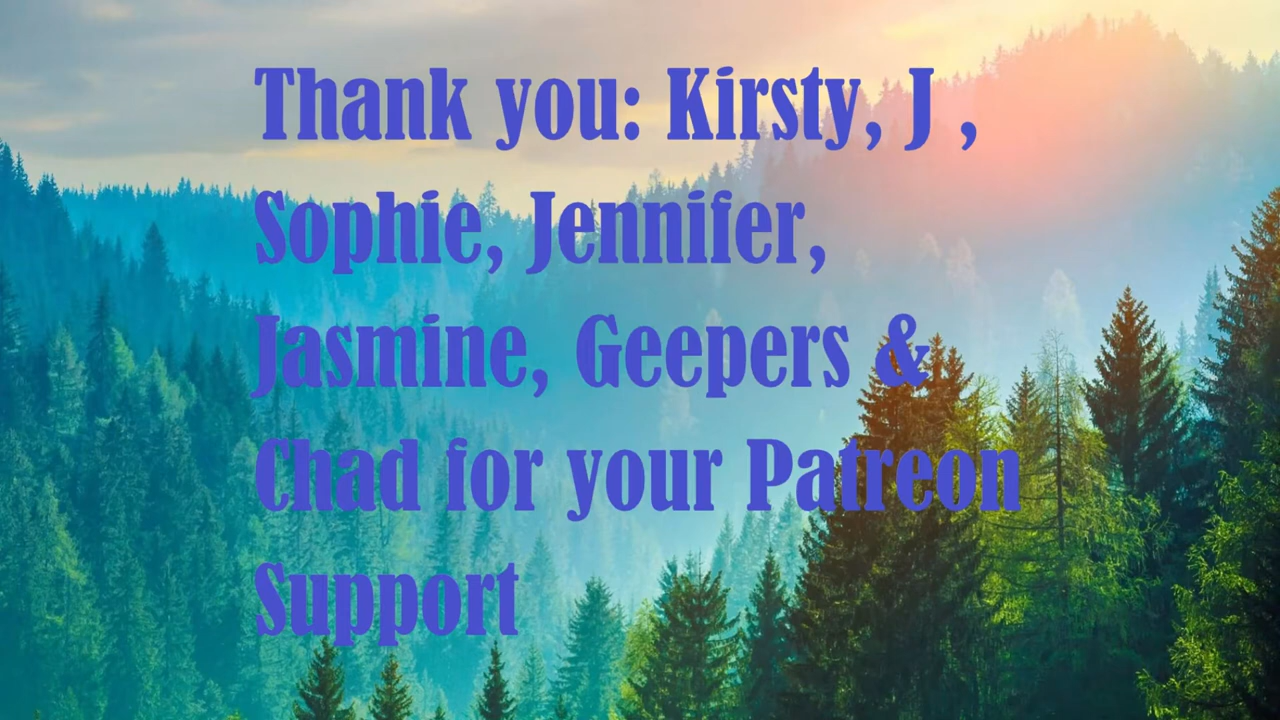 Thank you: Kirsty, J ,
Sophie, Jennifer,
Jasmine, Geepers &
Chad for your Patreon
Support